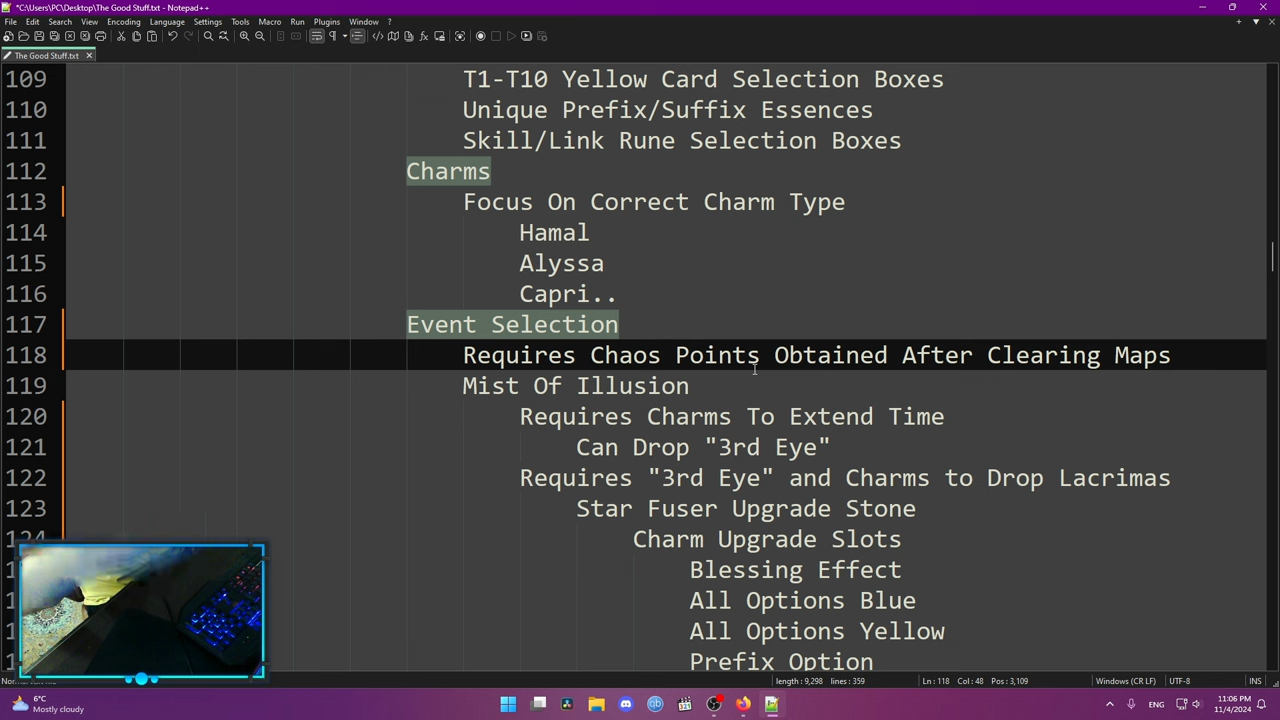 *C:\Users\PC\Desktop\The Good Stuff.txt - Notepad++
File Edit Search View Encoding Language Settings Tools Macro Run Plugins Window ?
The Good Stuff.txt
109 T1-T10 Yellow Card Selection Boxes
110 Unique Prefix/Suffix Essences
111 Skill/Link Rune Selection Boxes
112 Charms
113 Focus On Correct Charm Type
114 Hamal
115 Alyssa
116 Capri..
117 Event Selection
118 Requires Chaos Points Obtained After Clearing Maps
119 Mist Of Illusion
120 Requires Charms To Extend Time
121 Can Drop "3rd Eye"
122 Requires "3rd Eye" and Charms to Drop Lacrimas
123 Star Fuser Upgrade Stone
124 Charm Upgrade Slots
Blessing Effect
All Options Blue
All Options Yellow
Prefix Option
length : 9,298 lines : 359 Ln : 118 Col : 48 Pos : 3,109 Windows (CR LF) UTF-8 INS
6°C
Mostly cloudy
ENG
11:06 PM
11/4/2024